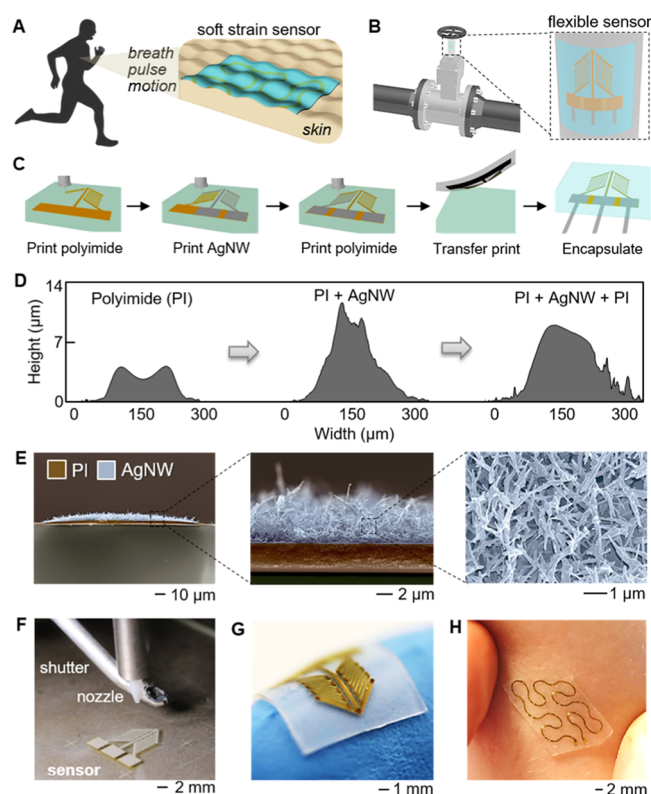 A
soft strain sensor
breath
pulse
motion
skin
B
flexible sensor
C
Print polyimide
Print AgNW
Print polyimide
Transfer print
Encapsulate
D
14
7
0
Height (μm)
Polyimide (PI)
PI + AgNW
PI + AgNW + PI
0 150 300
0 150 300
0 150 300
Width (μm)
E
PI
AgNW
10 μm
2 μm
1 μm
F
shutter
nozzle
sensor
2 mm
G
1 mm
H
2 mm